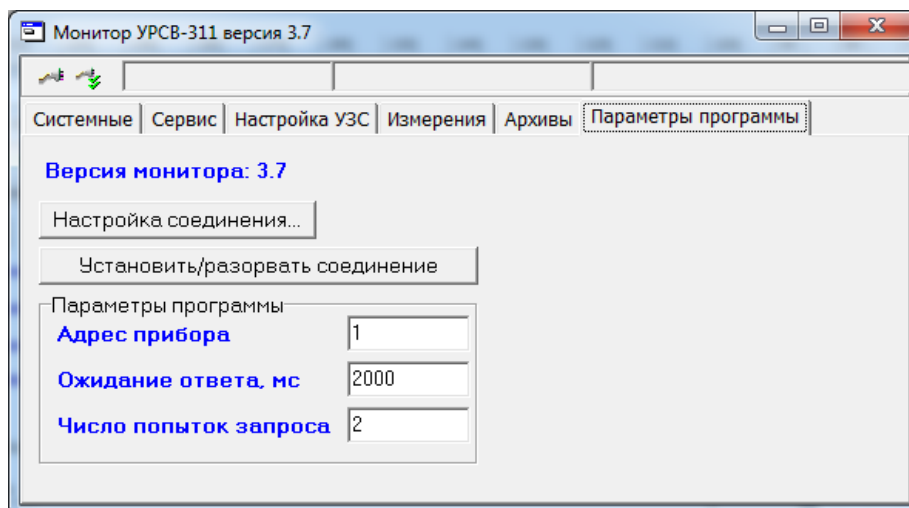 Монитор УРСВ-311 версия 3.7
Системные Сервис Настройка УЗС Измерения Архивы Параметры программы
Версия монитора: 3.7
Настройка соединения...
Установить/разорвать соединение
Параметры программы
Адрес прибора 1
Ожидание ответа, мс 2000
Число попыток запроса 2